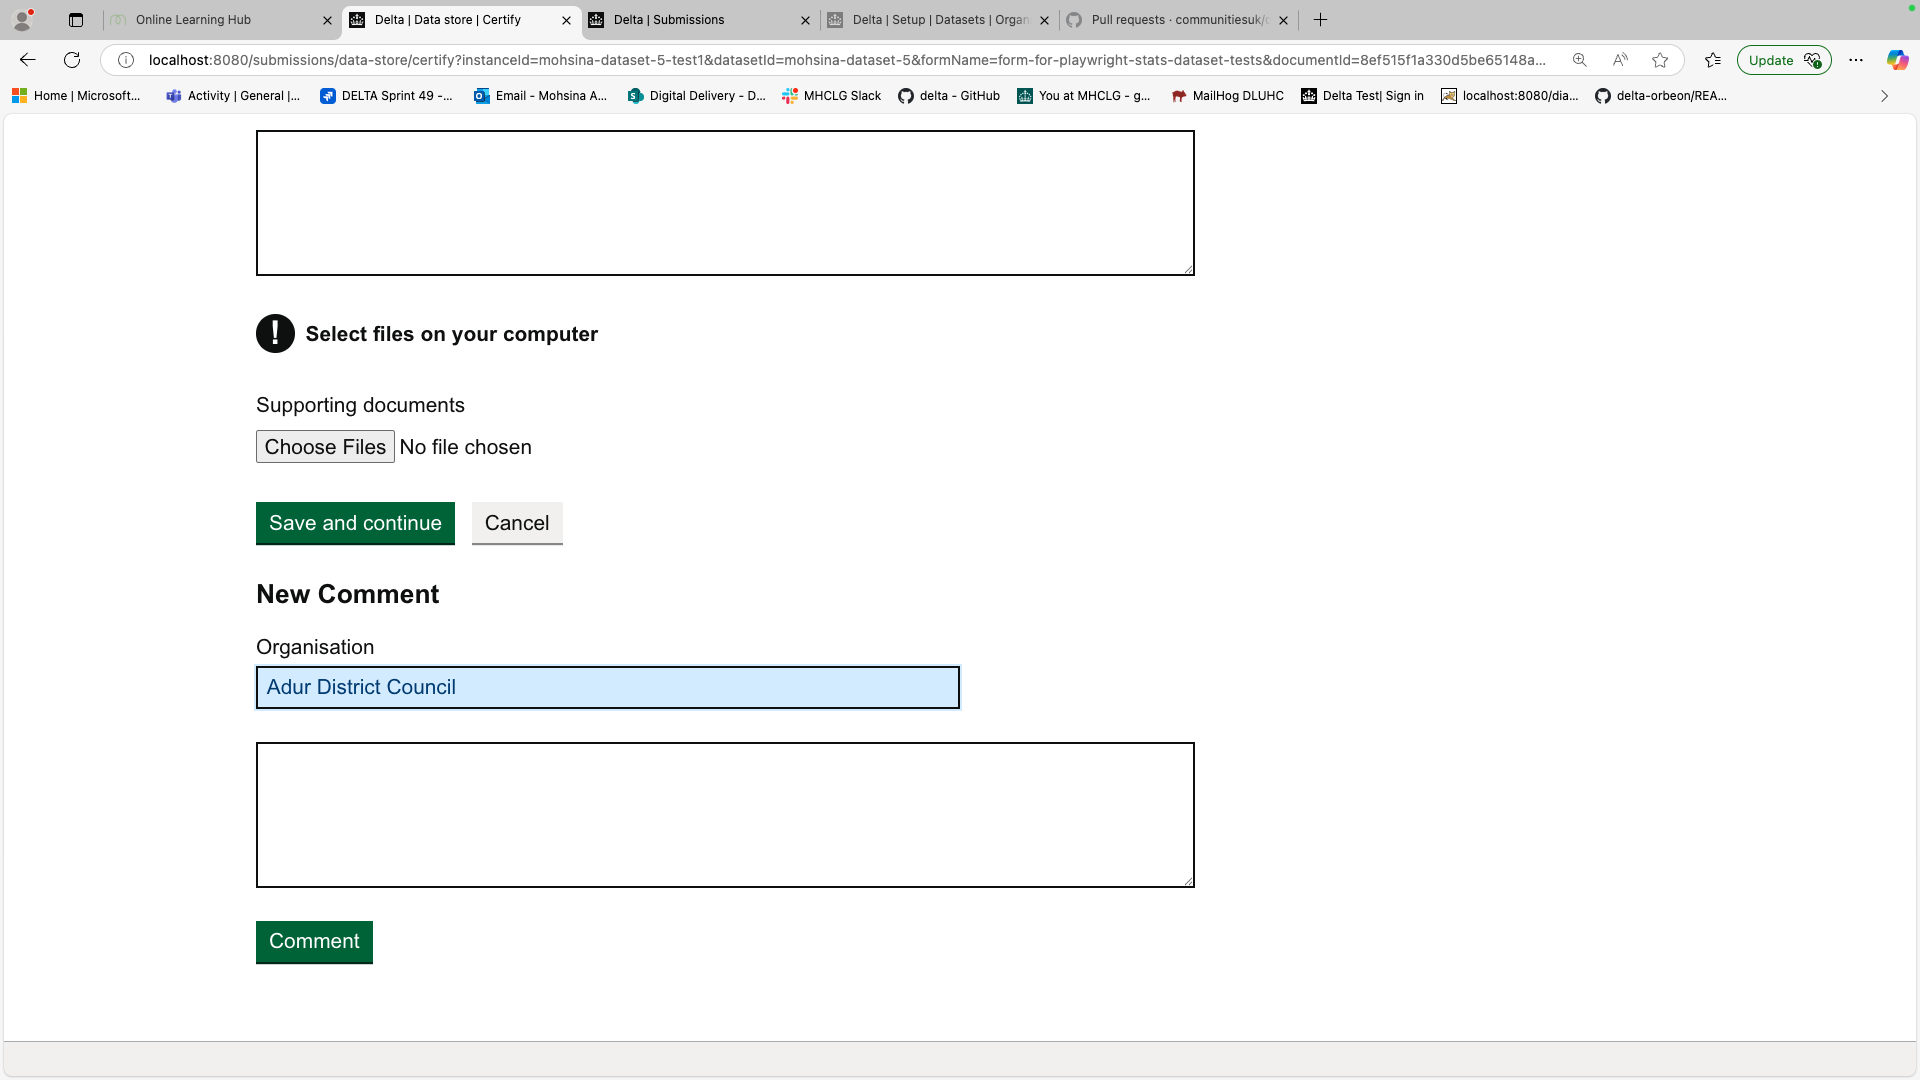 Online Learning Hub
Delta | Data store | Certify
Delta | Submissions
Delta | Setup | Datasets | Organ
Pull requests · communitiesuk/
localhost:8080/submissions/data-store/certify?instanceId=mohsina-dataset-5-test1&datasetId=mohsina-dataset-5&formName=form-for-playwright-stats-dataset-tests&documentId=8ef515f1a330d5be65148a...
Update
Home | Microsoft...
Activity | General |...
DELTA Sprint 49 -...
Email - Mohsina A...
Digital Delivery - D...
MHCLG Slack
delta - GitHub
You at MHCLG - g...
MailHog DLUHC
Delta Test| Sign in
localhost:8080/dia...
delta-orbeon/REA...
! Select files on your computer
Supporting documents
Choose Files No file chosen
Save and continue
Cancel
New Comment
Organisation
Adur District Council
Comment